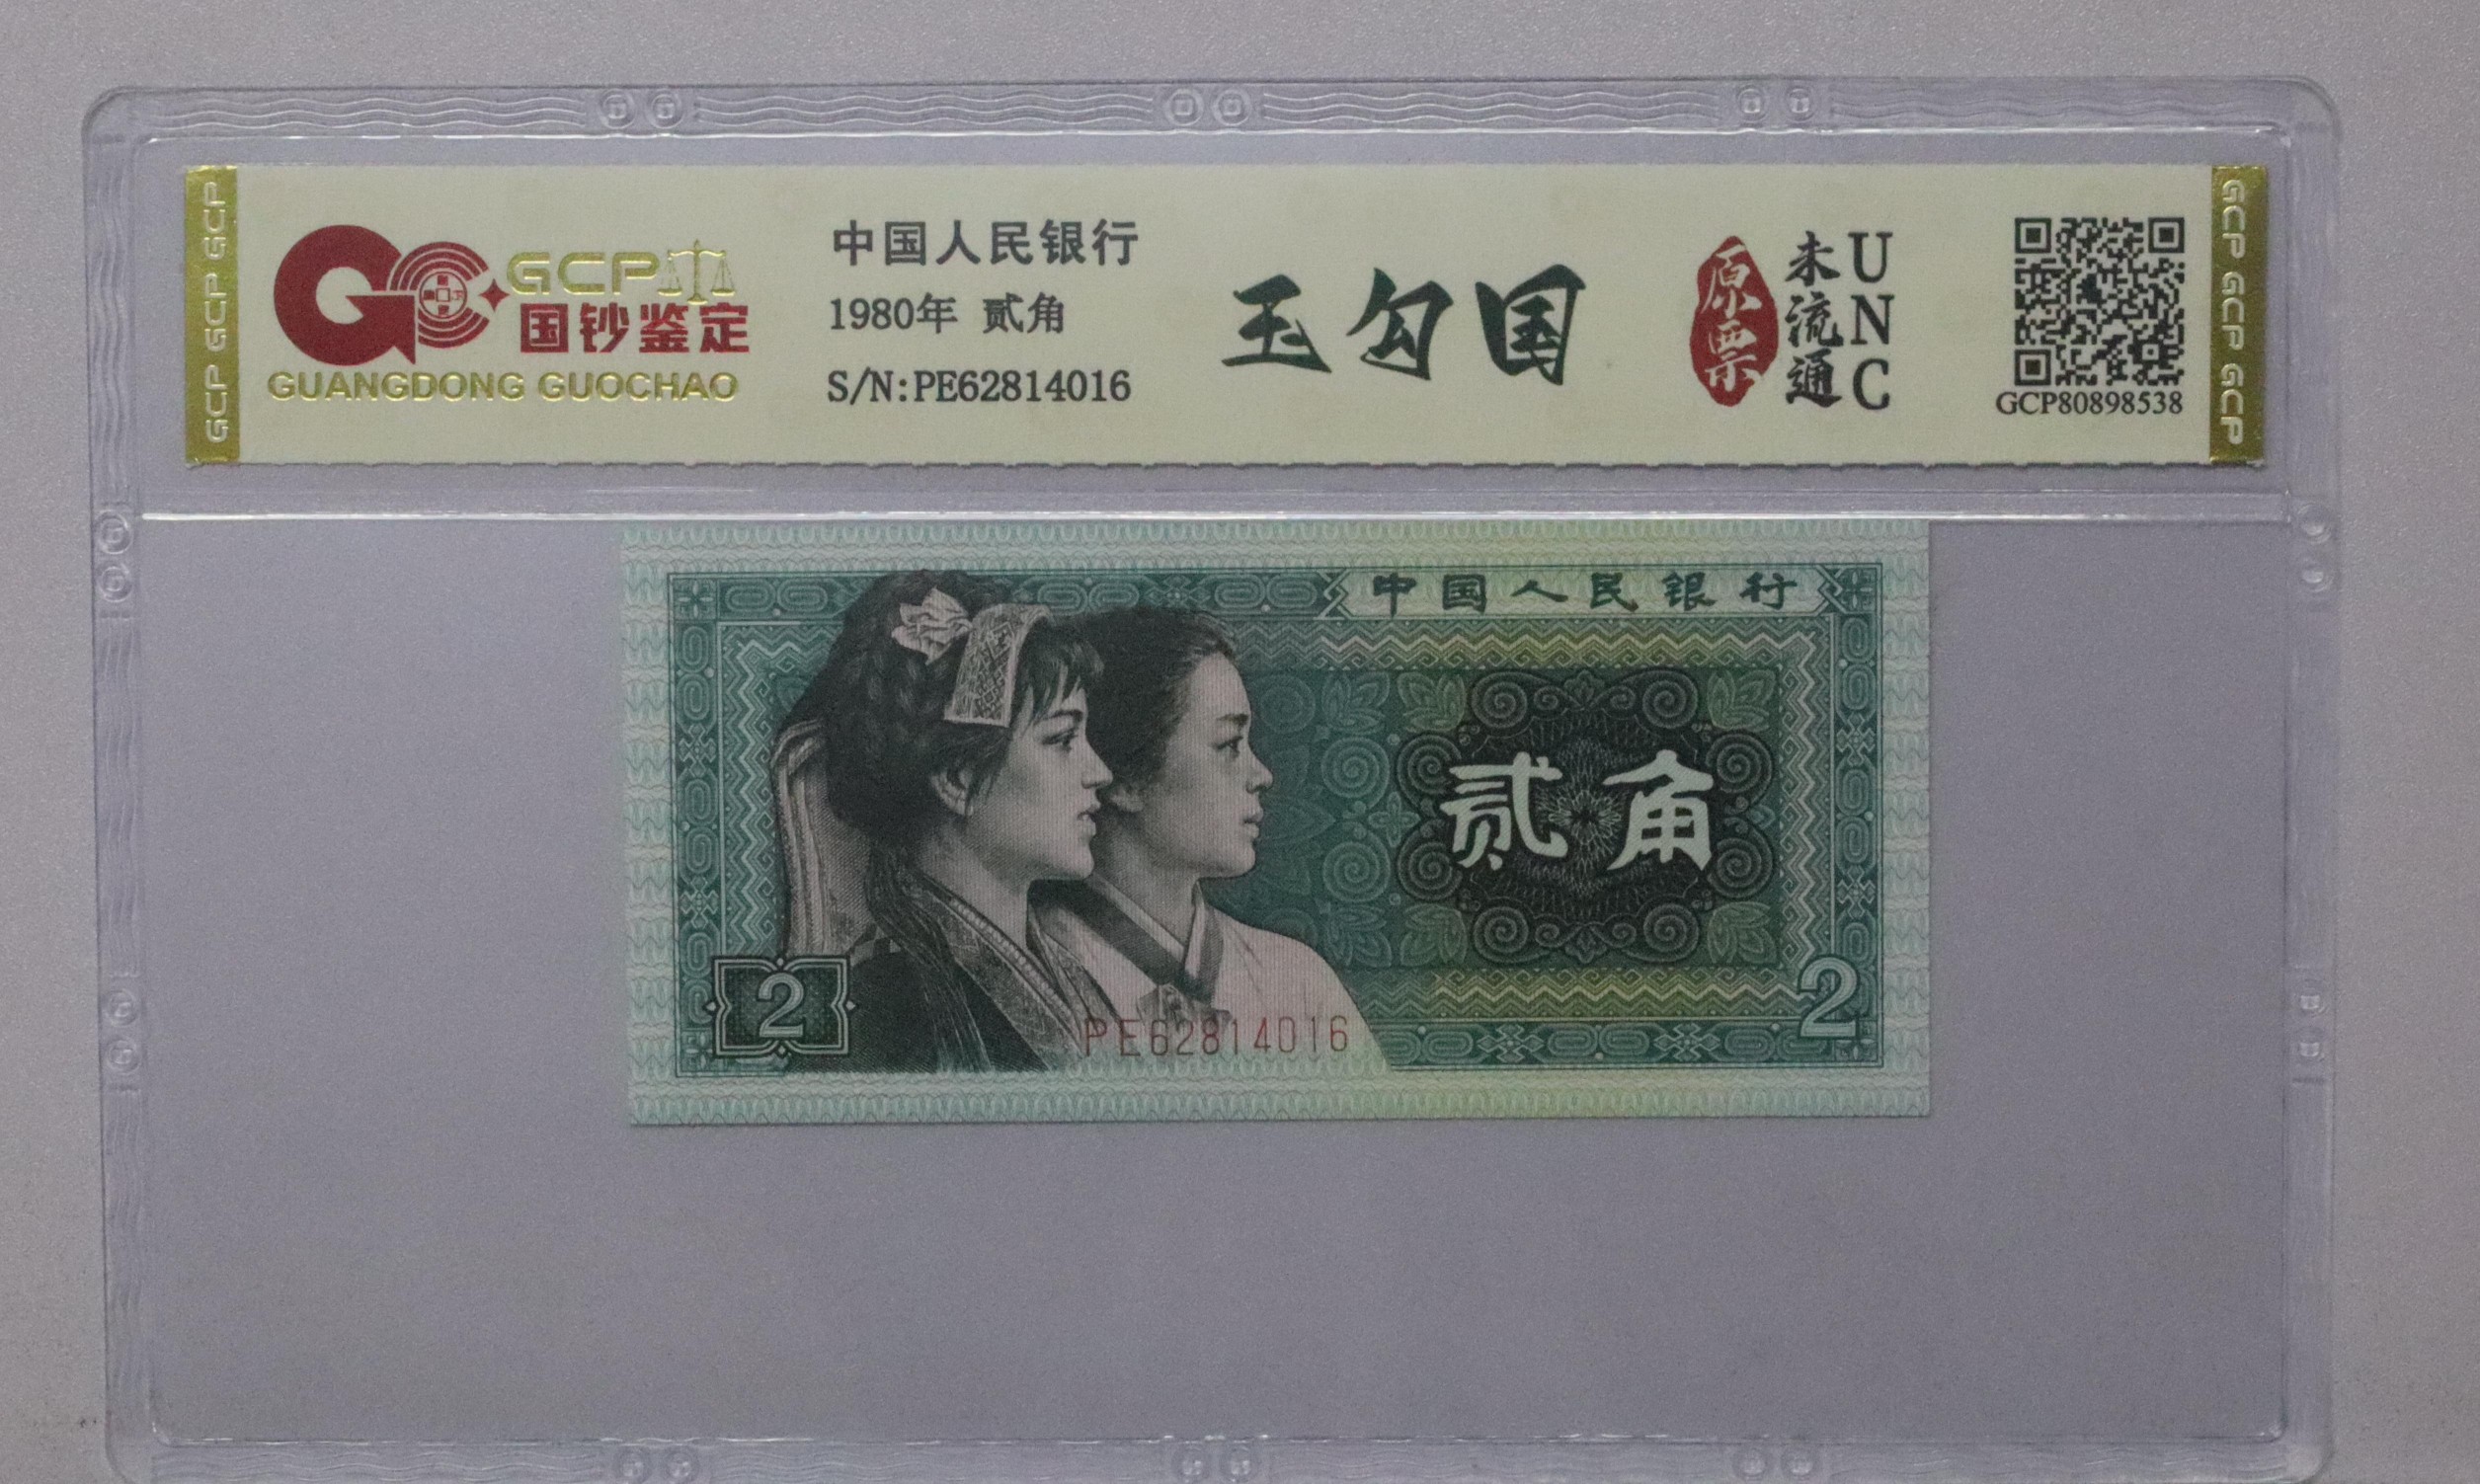 GCP GCP GCP
GCP
国钞鉴定
GUANGDONG GUOCHAO
中国人民银行
1980年 贰角
S/N:PE62814016
玉勾国
原票
未流通
UNC
GCP80898538
GCP GCP GCP
中国人民银行
贰角
2
2
PE62814016